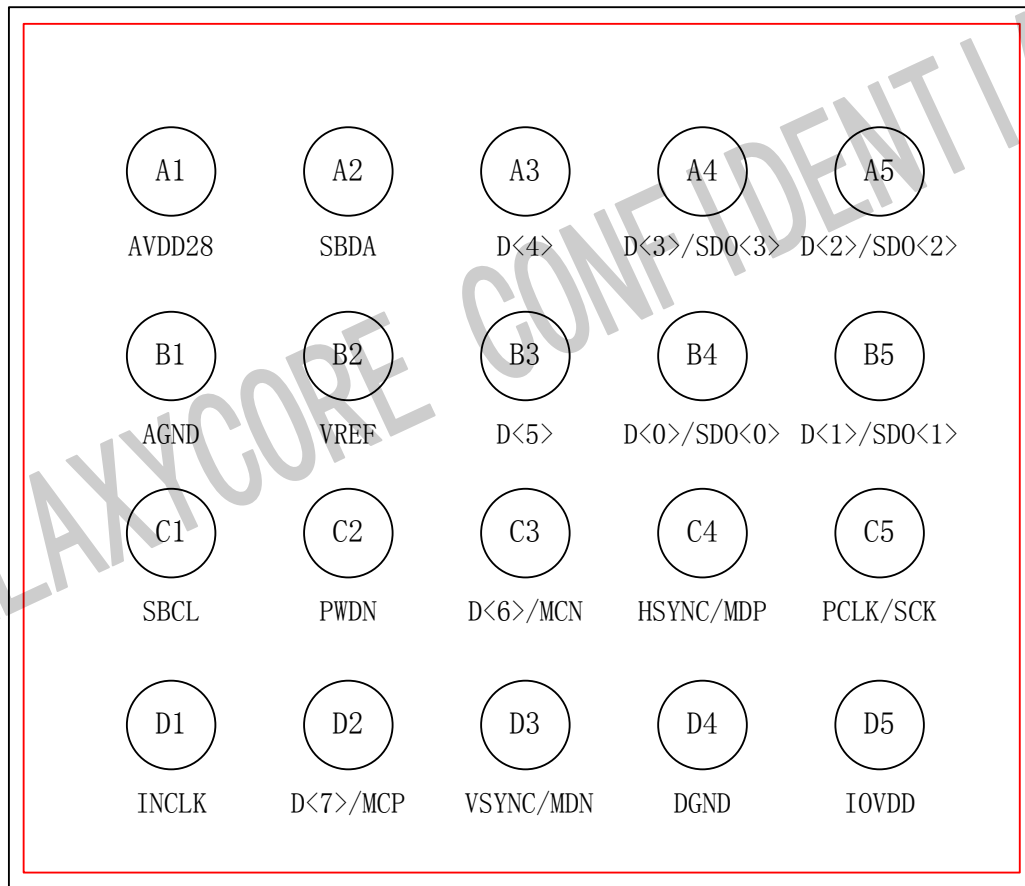 A1 A2 A3 A4 A5
AVDD28 SBDA D<4> D<3>/SDO<3> D<2>/SDO<2>
B1 B2 B3 B4 B5
AGND VREF D<5> D<0>/SDO<0> D<1>/SDO<1>
C1 C2 C3 C4 C5
SBCL PWDN D<6>/MCN HSYNC/MDP PCLK/SCK
D1 D2 D3 D4 D5
INCLK D<7>/MCP VSYNC/MDN DGND IOVDD
LAXYCORE CONFIDENTI